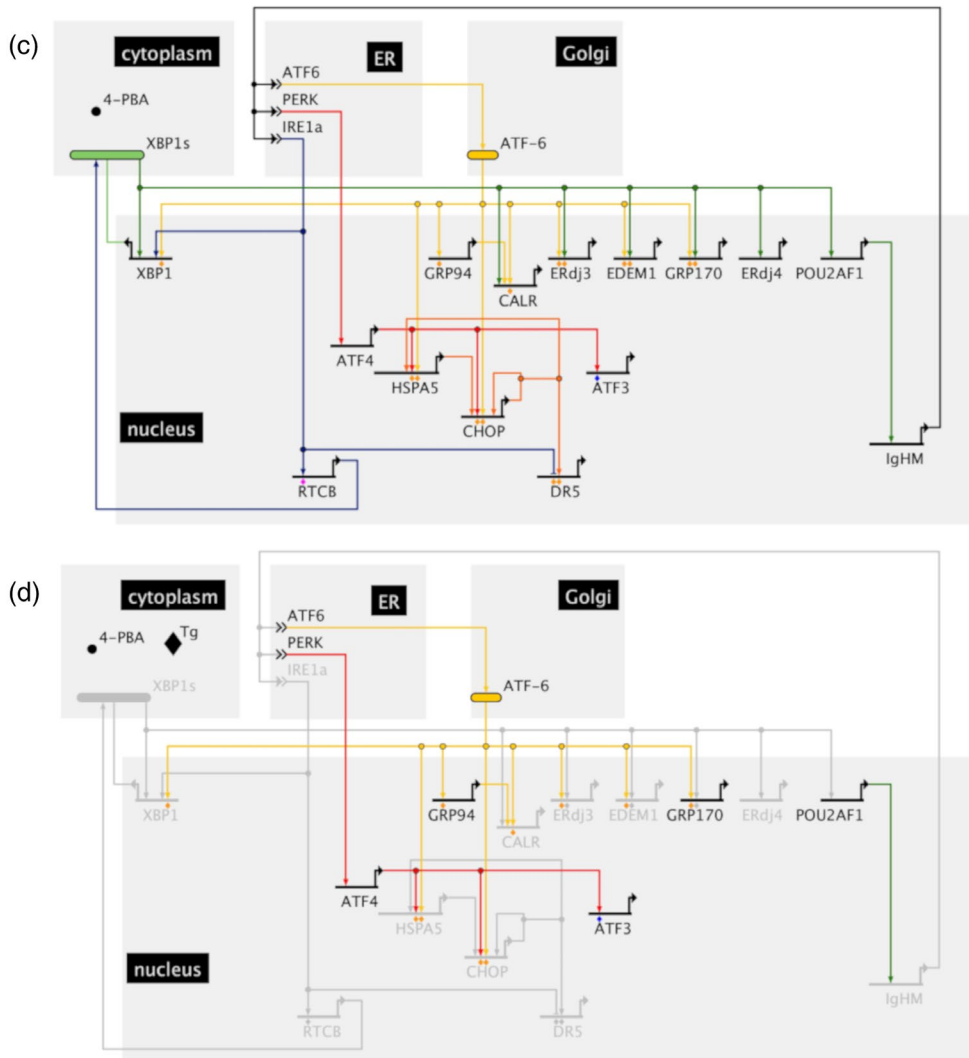 (c)
cytoplasm
ER
Golgi
4-PBA
ATF6
PERK
IRE1a
XBP1s
ATF-6
XBP1
GRP94
ERdj3
EDEM1
GRP170
ERdj4
POU2AF1
CALR
ATF4
HSPA5
ATF3
CHOP
nucleus
IgHM
RTCB
DR5
(d)
cytoplasm
ER
Golgi
4-PBA
Tg
ATF6
PERK
IRE1a
XBP1s
ATF-6
XBP1
GRP94
ERdj3
EDEM1
GRP170
ERdj4
POU2AF1
CALR
ATF4
HSPA5
ATF3
CHOP
nucleus
IgHM
RTCB
DR5